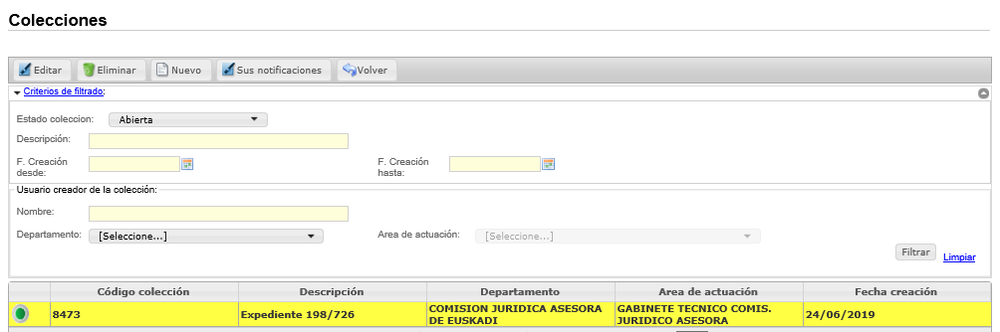 Colecciones
Editar Eliminar Nuevo Sus notificaciones Volver
Criterios de filtrado:
Estado coleccion: Abierta
Descripción:
F. Creación desde: F. Creación hasta:
Usuario creador de la colección:
Nombre:
Departamento: [Seleccione...] Area de actuación: [Seleccione...]
Filtrar Limpiar
Código colección Descripción Departamento Area de actuación Fecha creación
8473 Expediente 198/726 COMISION JURIDICA ASESORA DE EUSKADI GABINETE TECNICO COMIS. JURIDICO ASESORA 24/06/2019